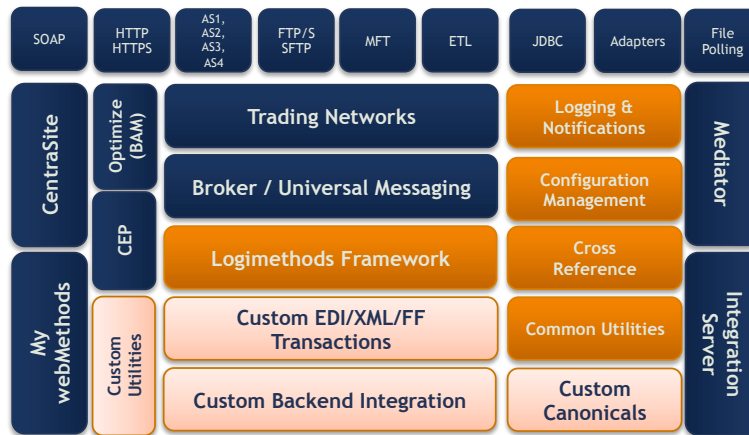 SOAP
HTTP
HTTPS
AS1,
AS2,
AS3,
AS4
FTP/S
SFTP
MFT
ETL
JDBC
Adapters
File
Polling
CentraSite
Optimize
(BAM)
Trading Networks
Logging &
Notifications
Mediator
Broker / Universal Messaging
Configuration
Management
CEP
Logimethods Framework
Cross
Reference
My
webMethods
Custom
Utilities
Custom EDI/XML/FF
Transactions
Common Utilities
Integration
Server
Custom Backend Integration
Custom
Canonicals